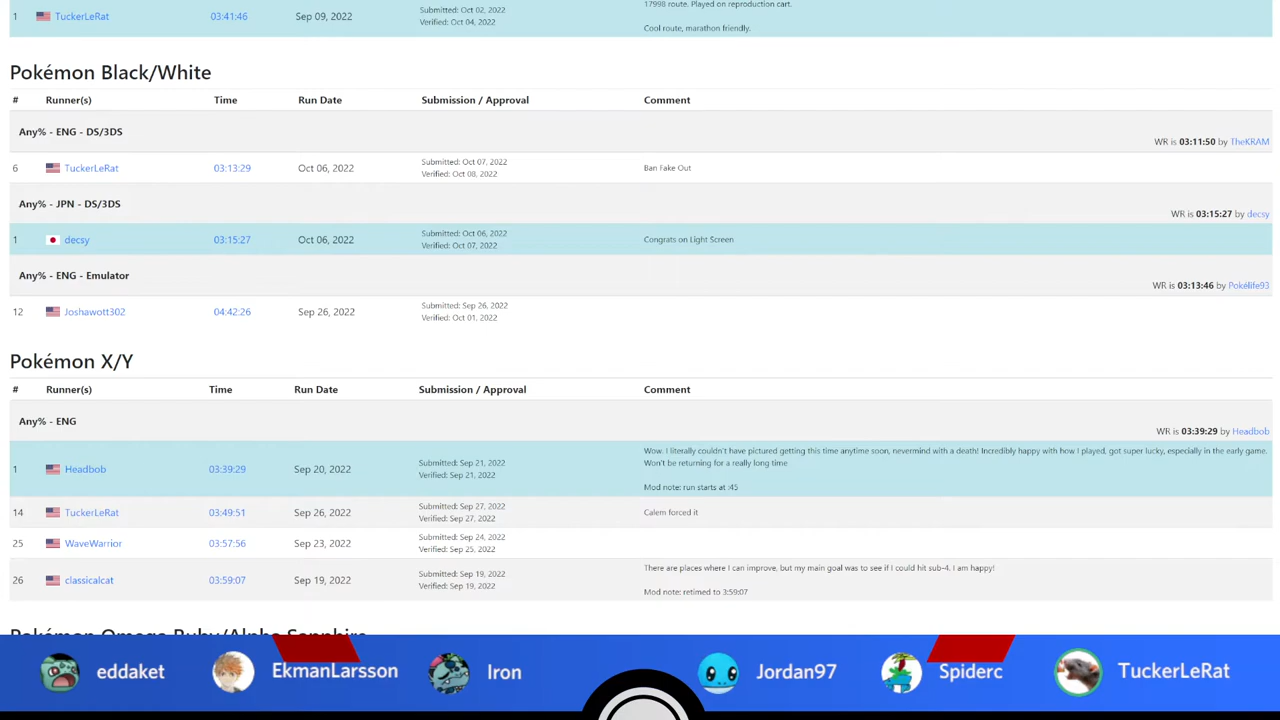 17998 route. Played on reproduction cart.
1 TuckerLeRat 03:41:46 Sep 09, 2022 Submitted: Oct 02, 2022
Verified: Oct 04, 2022
Cool route, marathon friendly.
Pokémon Black/White
# Runner(s) Time Run Date Submission / Approval Comment
Any% - ENG - DS/3DS
WR is 03:11:50 by TheKRAM
6 TuckerLeRat 03:13:29 Oct 06, 2022 Submitted: Oct 07, 2022 Ban Fake Out
Verified: Oct 08, 2022
Any% - JPN - DS/3DS
WR is 03:15:27 by decsy
1 decsy 03:15:27 Oct 06, 2022 Submitted: Oct 06, 2022 Congrats on Light Screen
Verified: Oct 07, 2022
Any% - ENG - Emulator
WR is 03:13:46 by Pokélife93
12 Joshawott302 04:42:26 Sep 26, 2022 Submitted: Sep 26, 2022
Verified: Oct 01, 2022
Pokémon X/Y
# Runner(s) Time Run Date Submission / Approval Comment
Any% - ENG
WR is 03:39:29 by Headbob
Wow. I literally couldn't have pictured getting this time anytime soon, nevermind with a death! Incredibly happy with how I played, got super lucky, especially in the early game.
Won't be returning for a really long time
1 Headbob 03:39:29 Sep 20, 2022 Submitted: Sep 21, 2022
Verified: Sep 21, 2022
Mod note: run starts at :45
14 TuckerLeRat 03:49:51 Sep 26, 2022 Submitted: Sep 27, 2022 Calem forced it
Verified: Sep 27, 2022
25 WaveWarrior 03:57:56 Sep 23, 2022 Submitted: Sep 24, 2022
Verified: Sep 25, 2022
There are places where I can improve, but my main goal was to see if I could hit sub-4. I am happy!
26 classicalcat 03:59:07 Sep 19, 2022 Submitted: Sep 19, 2022
Verified: Sep 19, 2022
Mod note: retimed to 3:59:07
Pokémon Omega Ruby/Alpha Sapphire
eddaket EkmanLarsson Iron Jordan97 Spiderc TuckerLeRat